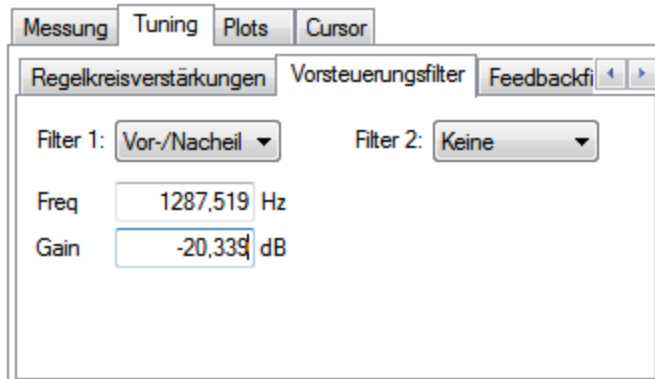 Messung Tuning Plots Cursor
Regelkreisverstärkungen Vorsteuerungsfilter Feedbackfi
Filter 1: Vor-/Nacheil Filter 2: Keine
Freq 1287,519 Hz
Gain -20,339 dB